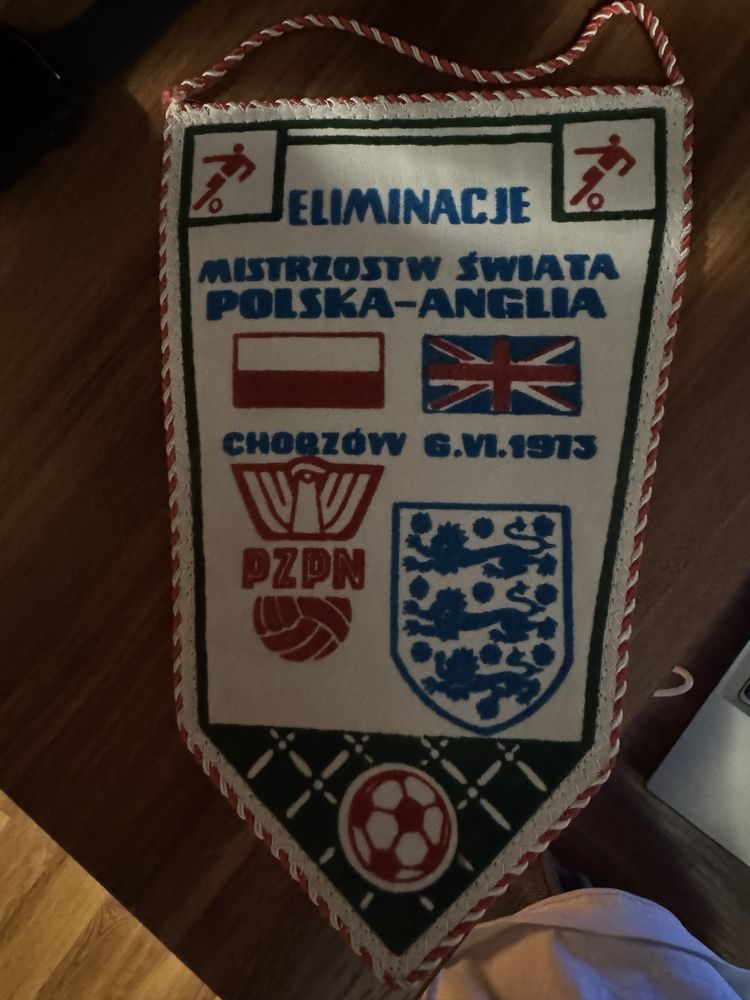 ELIMINACJE
MISTRZOSTW ŚWIATA
POLSKA-ANGLIA
CHORZÓW 6.VI.1973
PZPN